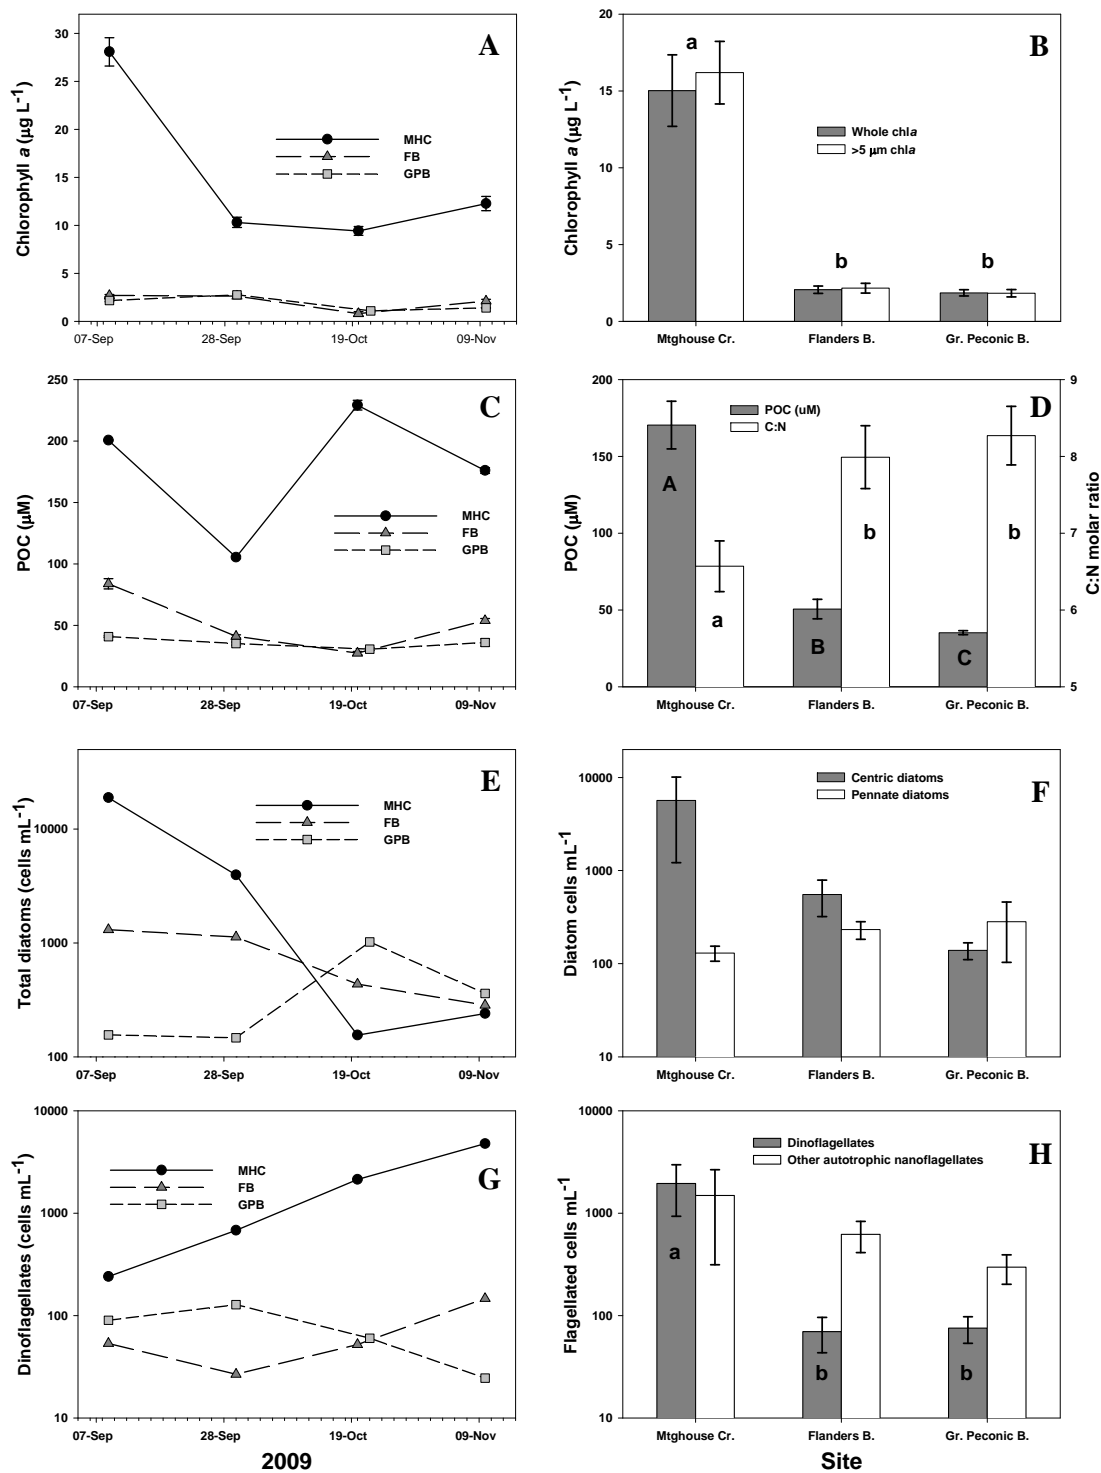 A
Chlorophyll a (µg L-1)
30
25
20
15
10
5
0
MHC
FB
GPB
07-Sep 28-Sep 19-Oct 09-Nov
B
Chlorophyll a (µg L-1)
20
15
10
5
0
a
b
b
Whole chla
>5 µm chla
Mtghouse Cr. Flanders B. Gr. Peconic B.
C
POC (µM)
250
200
150
100
50
0
MHC
FB
GPB
07-Sep 28-Sep 19-Oct 09-Nov
D
POC (µM)
200
150
100
50
0
POC (uM)
C:N
A
a
B
b
C
b
9
8
7
6
5
C:N molar ratio
Mtghouse Cr. Flanders B. Gr. Peconic B.
E
Total diatoms (cells mL-1)
10000
1000
100
MHC
FB
GPB
07-Sep 28-Sep 19-Oct 09-Nov
F
Diatom cells mL-1
10000
1000
100
10
Centric diatoms
Pennate diatoms
Mtghouse Cr. Flanders B. Gr. Peconic B.
G
Dinoflagellates (cells mL-1)
10000
1000
100
10
MHC
FB
GPB
07-Sep 28-Sep 19-Oct 09-Nov
2009
H
Flagellated cells mL-1
10000
1000
100
10
Dinoflagellates
Other autotrophic nanoflagellates
a
b
b
Mtghouse Cr. Flanders B. Gr. Peconic B.
Site